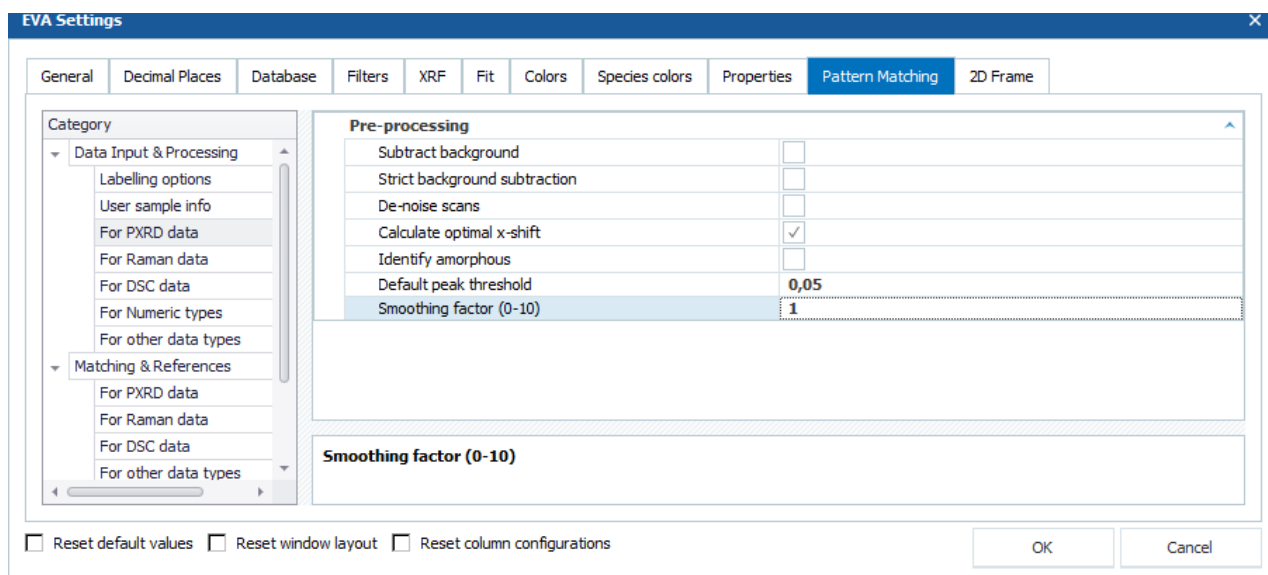 EVA Settings
General Decimal Places Database Filters XRF Fit Colors Species colors Properties Pattern Matching 2D Frame
Category
Data Input & Processing
Labelling options
User sample info
For PXRD data
For Raman data
For DSC data
For Numeric types
For other data types
Matching & References
For PXRD data
For Raman data
For DSC data
For other data types
Pre-processing
Subtract background
Strict background subtraction
De-noise scans
Calculate optimal x-shift
Identify amorphous
Default peak threshold 0,05
Smoothing factor (0-10) 1
Smoothing factor (0-10)
Reset default values Reset window layout Reset column configurations
OK Cancel